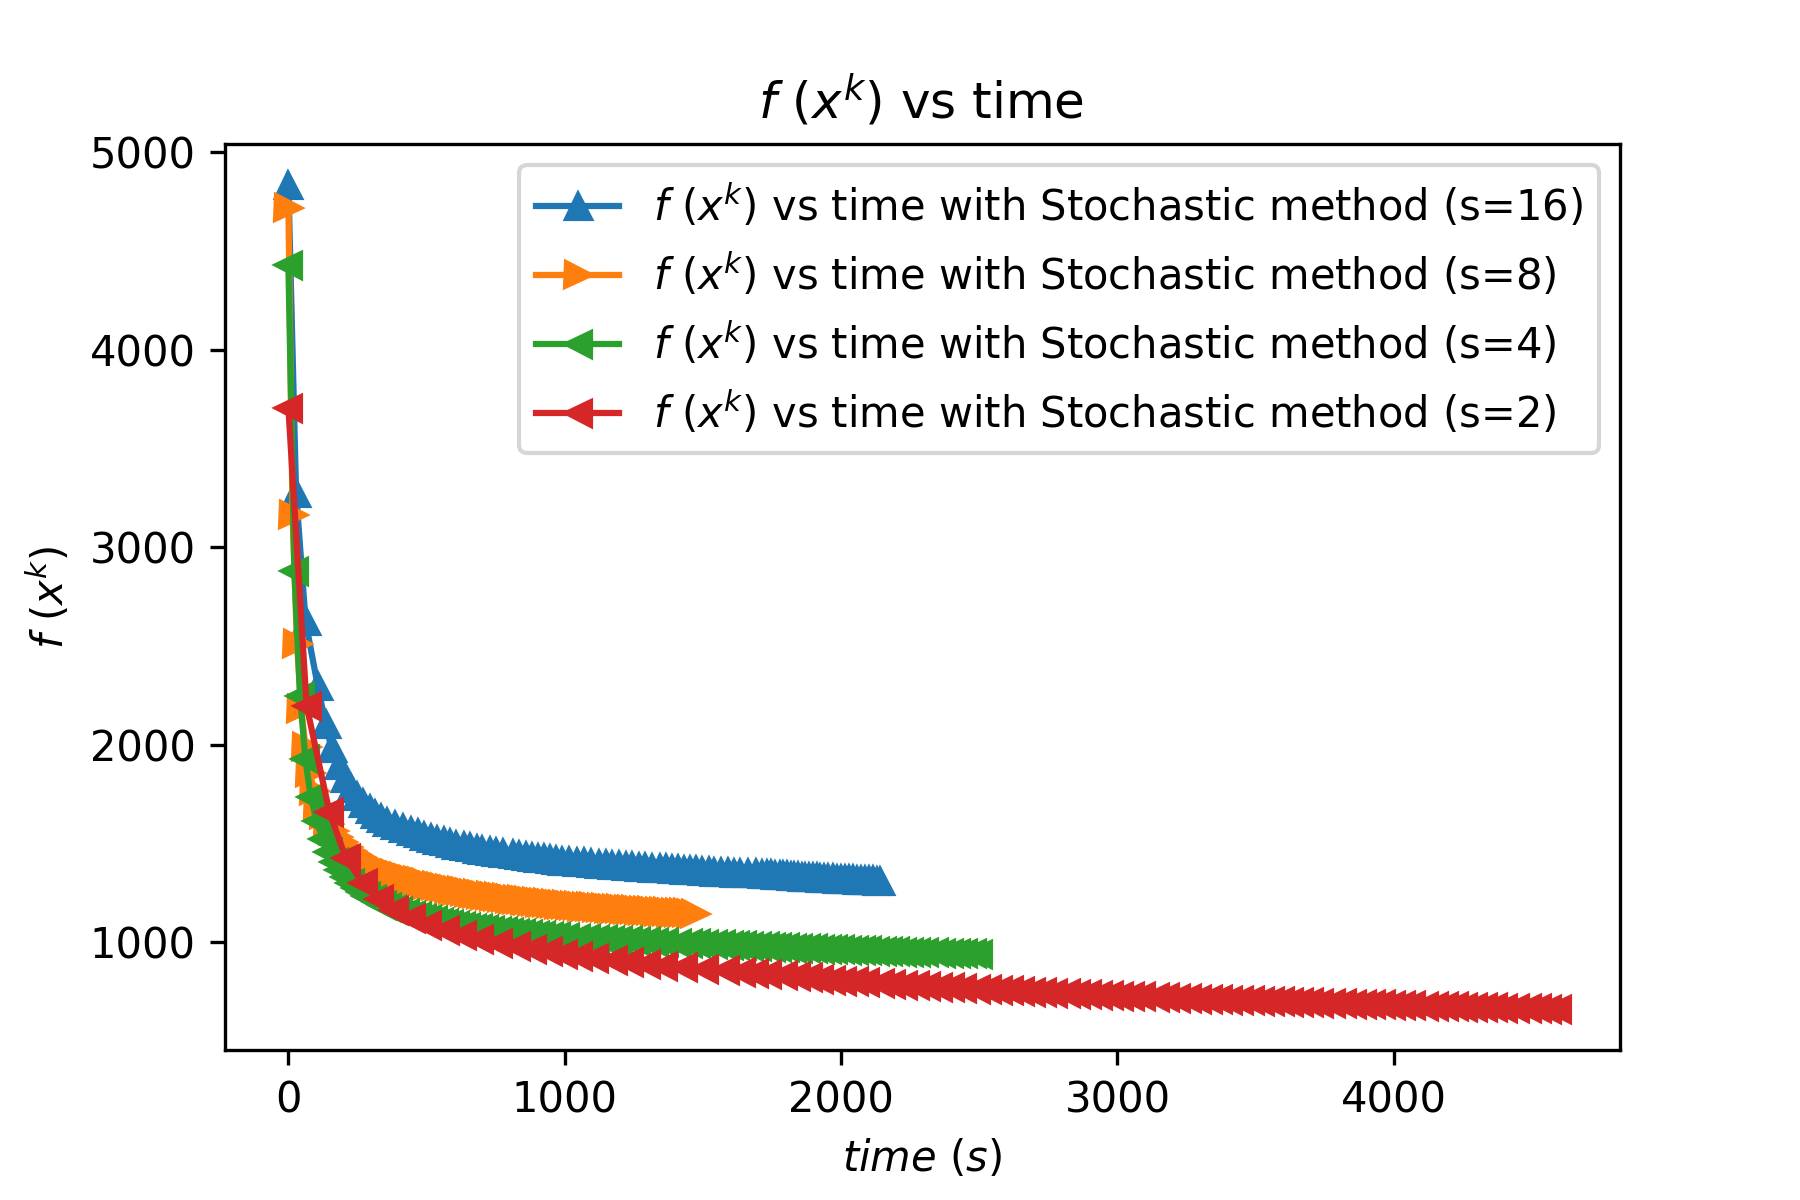 f (x^k) vs time
f (x^k) vs time with Stochastic method (s=16)
f (x^k) vs time with Stochastic method (s=8)
f (x^k) vs time with Stochastic method (s=4)
f (x^k) vs time with Stochastic method (s=2)
5000
4000
3000
2000
1000
f (x^k)
0 1000 2000 3000 4000
time (s)